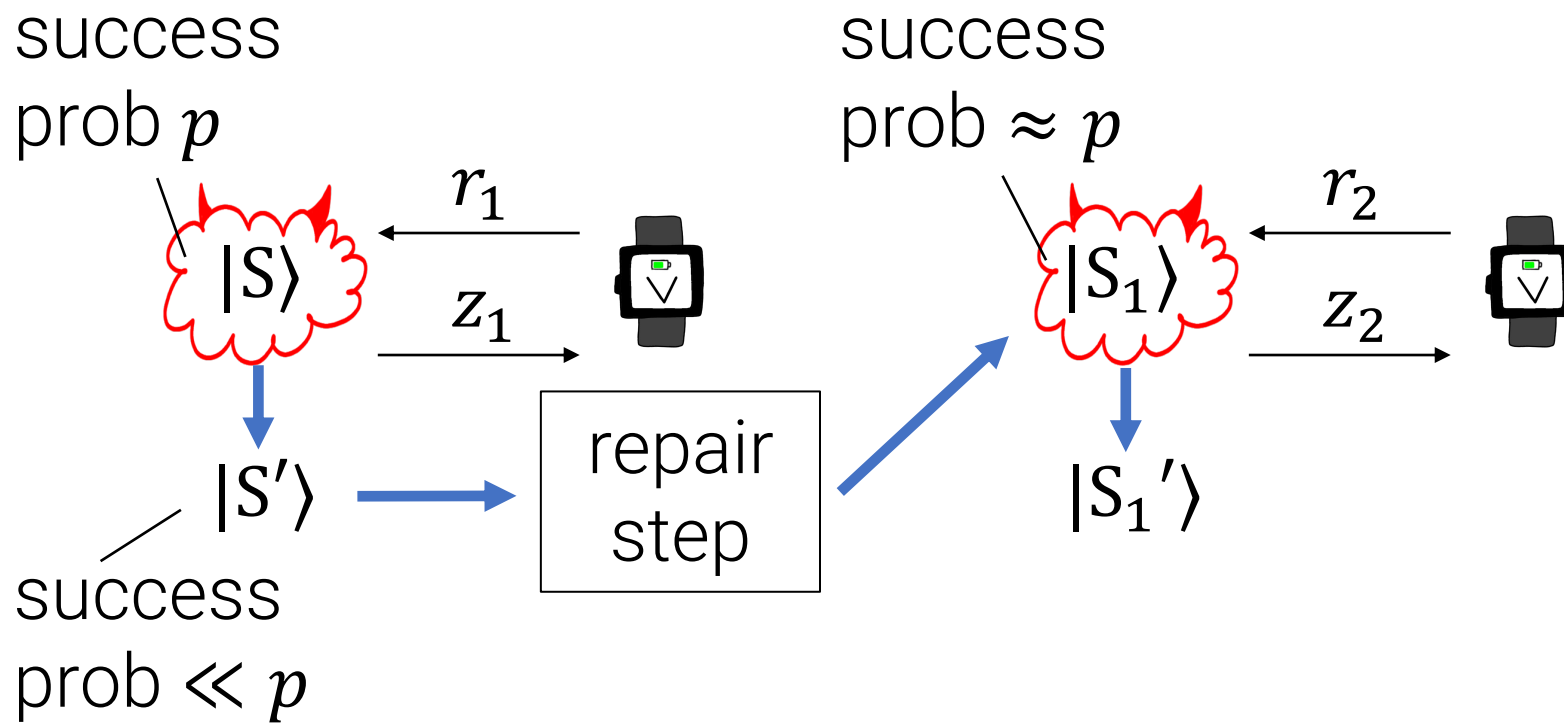 success
prob p
|S⟩
r₁
z₁
V
|S′⟩
success
prob ≪ p
repair
step
success
prob ≈ p
|S₁⟩
r₂
z₂
V
|S₁′⟩